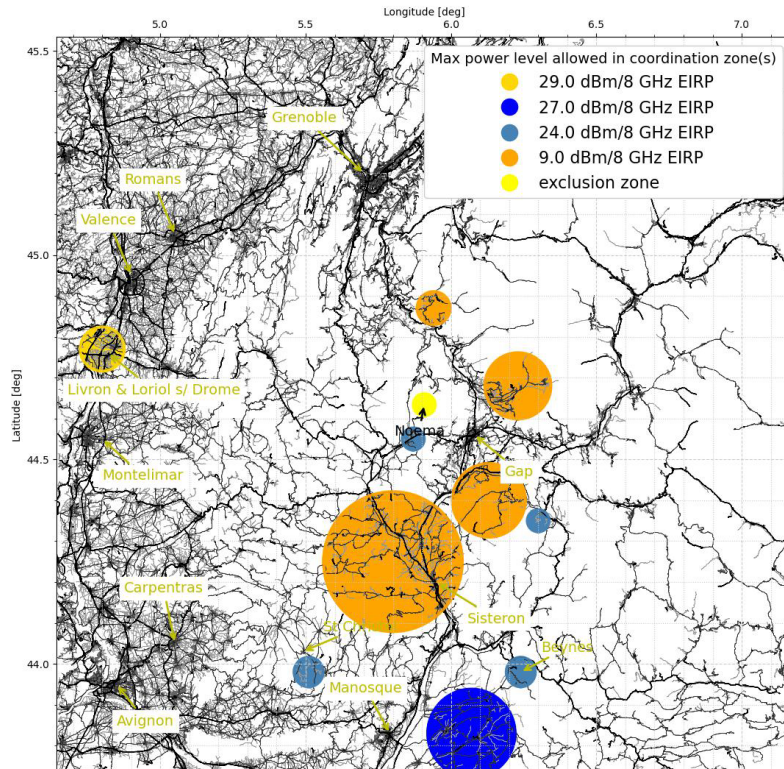 Longitude [deg]
5.0 5.5 6.0 6.5 7.0
45.5
Max power level allowed in coordination zone(s)
29.0 dBm/8 GHz EIRP
27.0 dBm/8 GHz EIRP
24.0 dBm/8 GHz EIRP
9.0 dBm/8 GHz EIRP
exclusion zone
Grenoble
Romans
Valence
45.0
Livron & Loriol s/ Drome
Latitude [deg]
Noema
44.5
Montelimar
Gap
Carpentras
Sisteron
Beynes
44.0
Manosque
Avignon